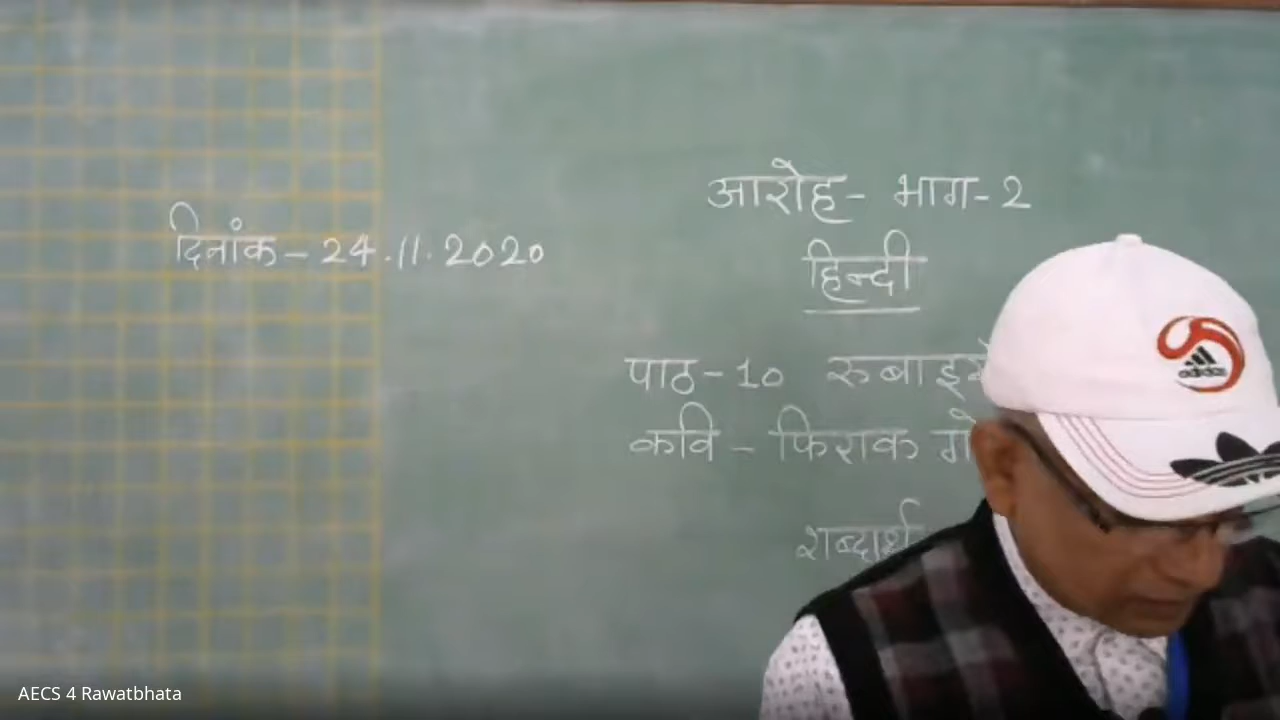 आरोह- भाग-2
दिनांक - 24.11.2020
हिन्दी
पाठ-10
कवि - फिराक
शब्दार्थ
adidas
AECS 4 Rawatbhata